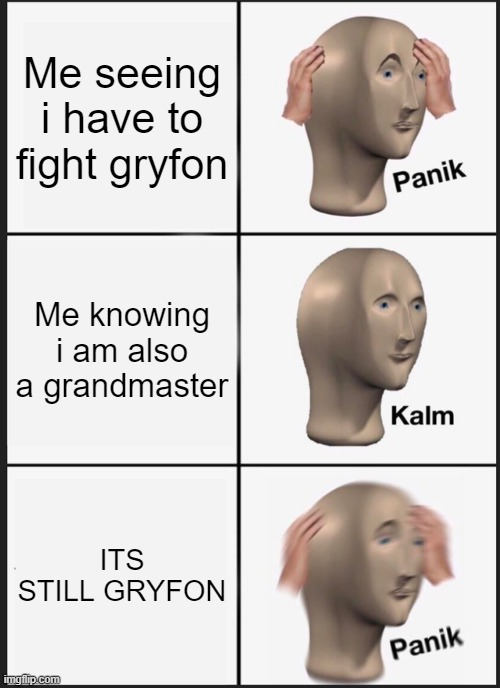 Me seeing
i have to
fight gryfon
Panik
Me knowing
i am also
a grandmaster
Kalm
ITS
STILL GRYFON
Panik
imgflip.com